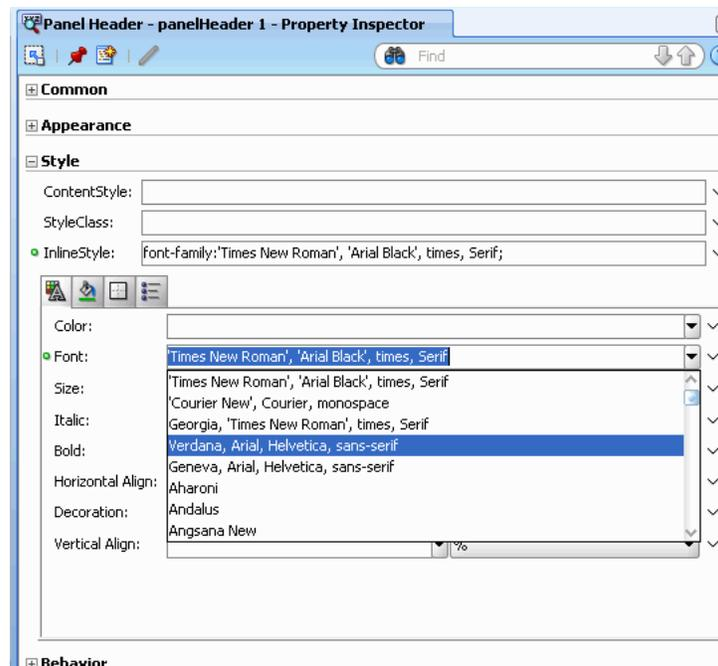 Panel Header - panelHeader 1 - Property Inspector
Find
Common
Appearance
Style
ContentStyle:
StyleClass:
InlineStyle: font-family:'Times New Roman', 'Arial Black', times, Serif;
Color:
Font: 'Times New Roman', 'Arial Black', times, Serif
Size: 'Times New Roman', 'Arial Black', times, Serif
'Courier New', Courier, monospace
Italic: Georgia, 'Times New Roman', times, Serif
Bold: Verdana, Arial, Helvetica, sans-serif
Geneva, Arial, Helvetica, sans-serif
Horizontal Align: Aharoni
Decoration: Andalus
Angsana New
Vertical Align: %
Behavior